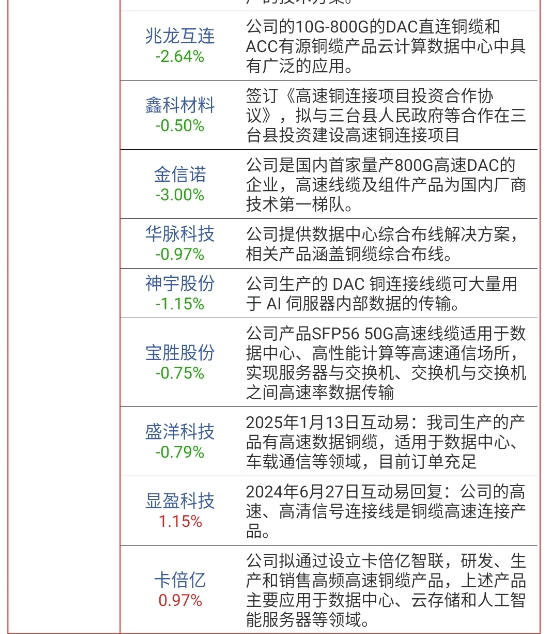 兆龙互连
-2.64%
公司的10G-800G的DAC直连铜缆和
ACC有源铜缆产品云计算数据中心中具
有广泛的应用。
鑫科材料
-0.50%
签订《高速铜连接项目投资合作协
议》，拟与三台县人民政府等合作在三
台县投资建设高速铜连接项目
金信诺
-3.00%
公司是国内首家量产800G高速DAC的
企业，高速线缆及组件产品为国内厂商
技术第一梯队。
华脉科技
-0.97%
公司提供数据中心综合布线解决方案，
相关产品涵盖铜缆综合布线。
神宇股份
-1.15%
公司生产的 DAC 铜连接线缆可大量用
于 AI 伺服器内部数据的传输。
宝胜股份
-0.75%
公司产品SFP56 50G高速线缆适用于数
据中心、高性能计算等高速通信场所，
实现服务器与交换机、交换机与交换机
之间高速率数据传输
盛洋科技
-0.79%
2025年1月13日互动易：我司生产的产
品有高速数据铜缆，适用于数据中心、
车载通信等领域，目前订单充足
显盈科技
1.15%
2024年6月27日互动易回复：公司的高
速、高清信号连接线是铜缆高速连接产
品。
卡倍亿
0.97%
公司拟通过设立卡倍亿智联，研发、生
产和销售高频高速铜缆产品，上述产品
主要应用于数据中心、云存储和人工智
能服务器等领域。